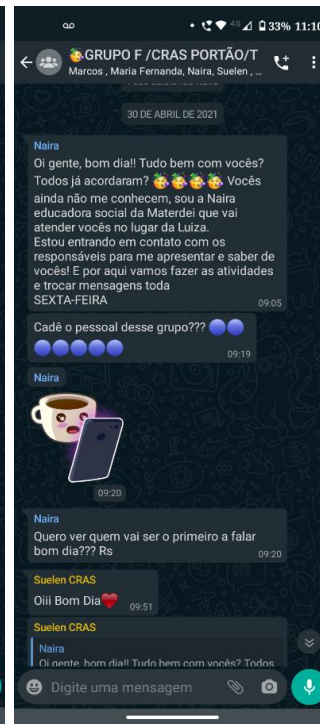 33% 11:10
GRUPO F /CRAS PORTÃO/T
Marcos , Maria Fernanda, Naira, Suelen , ...
30 DE ABRIL DE 2021
Naira
Oi gente, bom dia!! Tudo bem com vocês?
Todos já acordaram? 🥳🥳🥳🥳 Vocês
ainda não me conhecem, sou a Naira
educadora social da Materdei que vai
atender vocês no lugar da Luiza.
Estou entrando em contato com os
responsáveis para me apresentar e saber de
vocês! E por aqui vamos fazer as atividades
e trocar mensagens toda
SEXTA-FEIRA 09:05
Cadê o pessoal desse grupo??? 🔵🔵
🔵🔵🔵🔵🔵 09:19
Naira
09:20
Naira
Quero ver quem vai ser o primeiro a falar
bom dia??? Rs 09:20
Suelen CRAS
Oiii Bom Dia❤️ 09:51
Suelen CRAS
Naira
Oi gente, bom dia!! Tudo bem com vocês? Todos
Digite uma mensagem